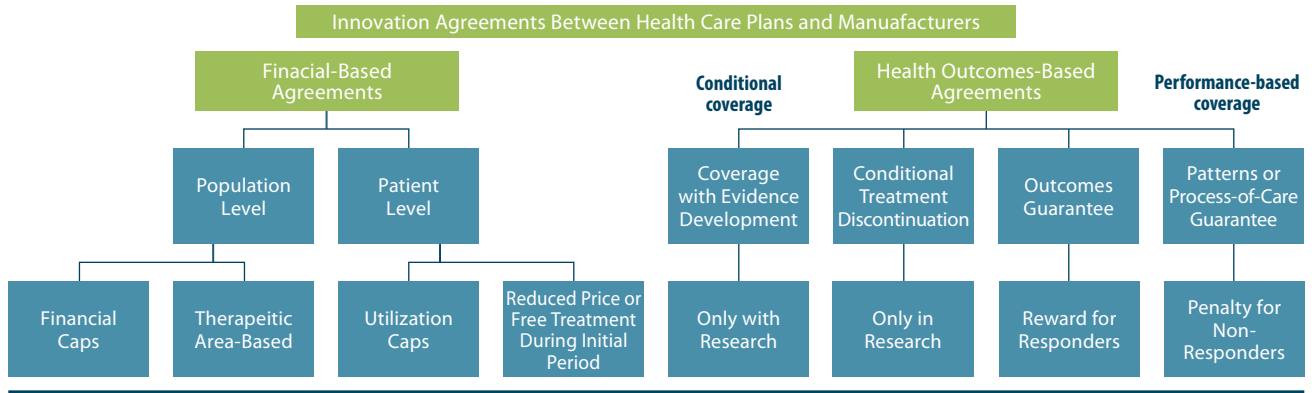 Innovation Agreements Between Health Care Plans and Manuafacturers
Finacial-Based
Agreements
Conditional
coverage
Health Outcomes-Based
Agreements
Performance-based
coverage
Population
Level
Patient
Level
Coverage
with Evidence
Development
Conditional
Treatment
Discontinuation
Outcomes
Guarantee
Patterns or
Process-of-Care
Guarantee
Financial
Caps
Therapeitic
Area-Based
Utilization
Caps
Reduced Price or
Free Treatment
During Initial
Period
Only with
Research
Only in
Research
Reward for
Responders
Penalty for
Non-
Responders